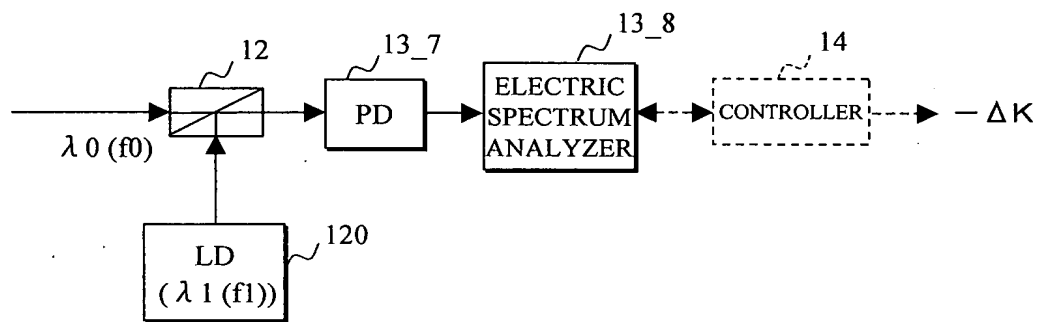 12
13_7
13_8
14
PD
ELECTRIC
SPECTRUM
ANALYZER
CONTROLLER
− ΔK
λ0 (f0)
LD
(λ1 (f1))
120